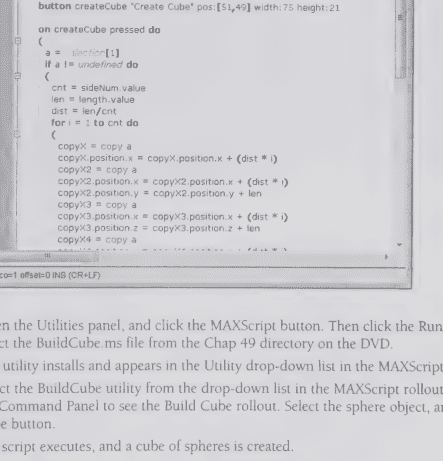 button createCube "Create Cube" pos:[51,49] width:75 height:21
on createCube pressed do
(
a = selection[1]
if a != undefined do
(
cnt = sideNum.value
len = length.value
dist = len/cnt
for i = 1 to cnt do
(
copyX = copy a
copyX.position.x = copyX.position.x + (dist * i)
copyX2 = copy a
copyX2.position.x = copyX2.position.x + (dist * i)
copyX2.position.y = copyX2.position.y + len
copyX3 = copy a
copyX3.position.x = copyX3.position.x + (dist * i)
copyX3.position.z = copyX3.position.z + len
copyX4 = copy a
co=1 offset=0 INS (CR+LF)
en the Utilities panel, and click the MAXScript button. Then click the Run
ct the BuildCube.ms file from the Chap 49 directory on the DVD.
utility installs and appears in the Utility drop-down list in the MAXScript
ct the BuildCube utility from the drop-down list in the MAXScript rollout
Command Panel to see the Build Cube rollout. Select the sphere object, a
e button.
script executes, and a cube of spheres is created.